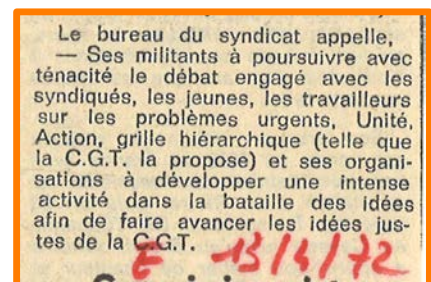 Le bureau du syndicat appelle,
— Ses militants à poursuivre avec
ténacité le débat engagé avec les
syndiqués, les jeunes, les travailleurs
sur les problèmes urgents, Unité,
Action, grille hiérarchique (telle que
la C.G.T. la propose) et ses organi-
sations à développer une intense
activité dans la bataille des idées
afin de faire avancer les idées jus-
tes de la C.G.T.
E 13/4/72